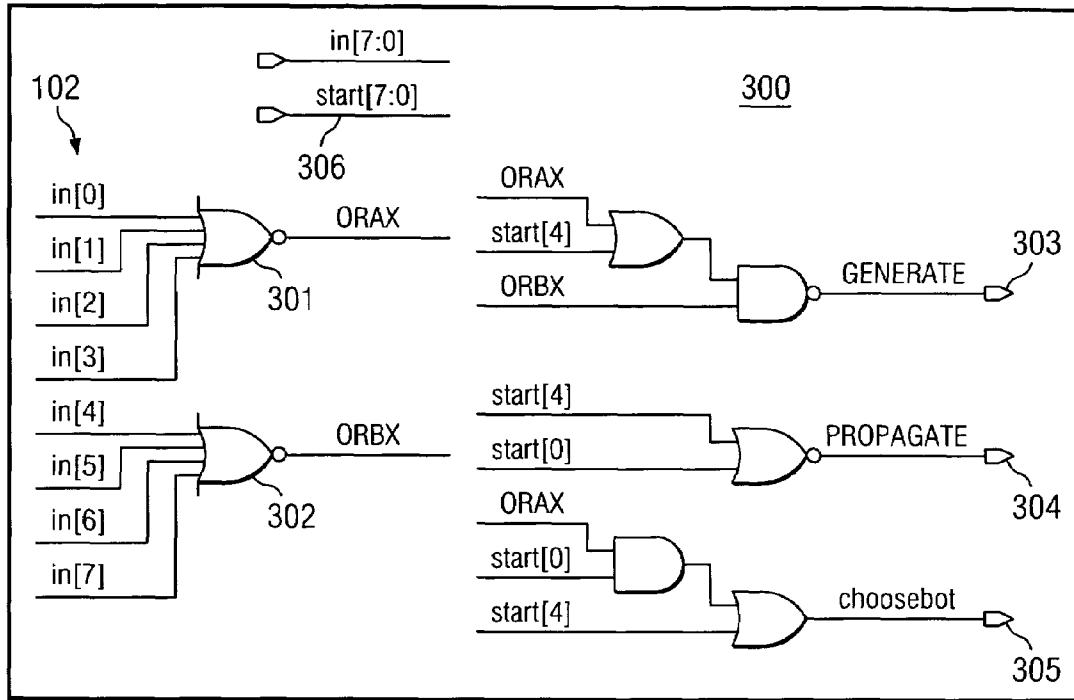 in[7:0]
102
start[7:0]
300
306
in[0]
ORAX
in[1]
301
in[2]
in[3]
in[4]
ORBX
in[5]
302
in[6]
in[7]
ORAX
start[4]
ORBX
GENERATE
303
start[4]
start[0]
PROPAGATE
304
ORAX
start[0]
start[4]
choosebot
305